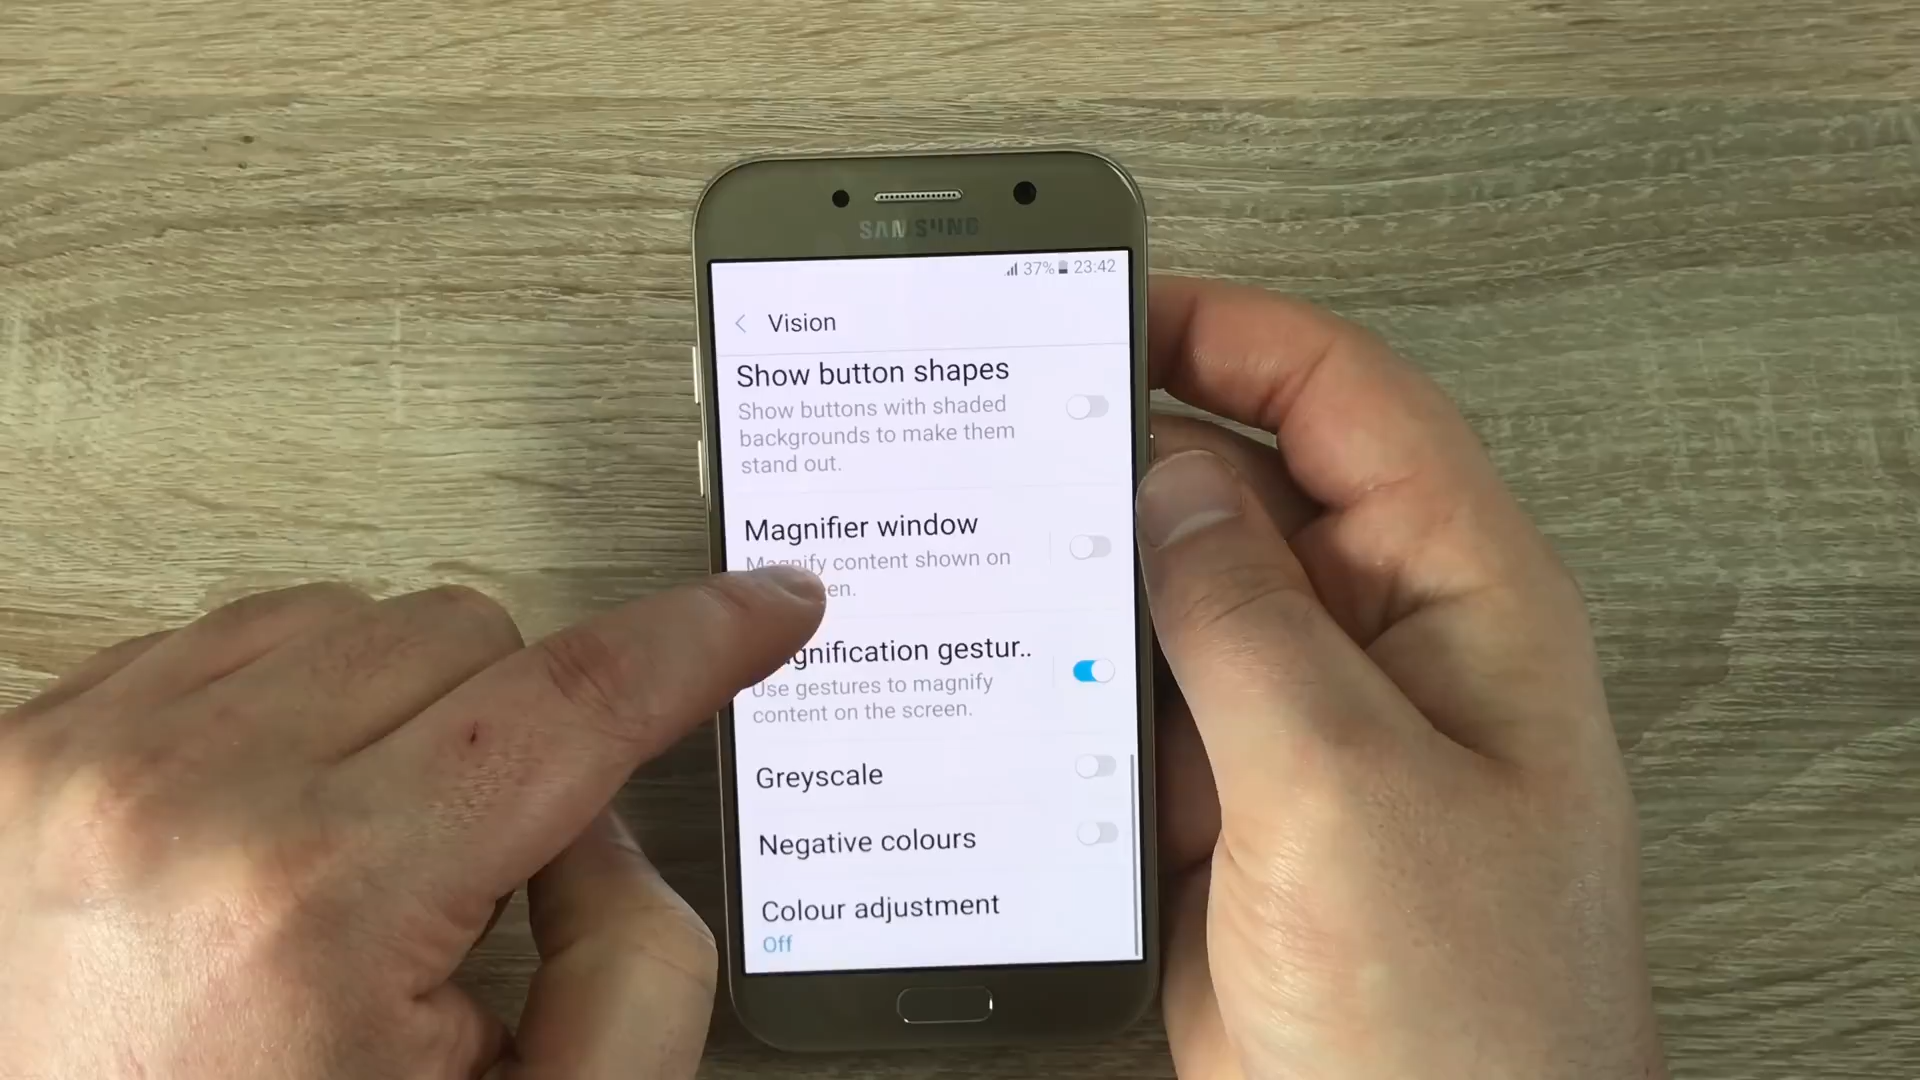 SAMSUNG
37% 23:42
Vision
Show button shapes
Show buttons with shaded
backgrounds to make them
stand out.
Magnifier window
Magnify content shown on
en.
gnification gestur..
Use gestures to magnify
content on the screen.
Greyscale
Negative colours
Colour adjustment
Off